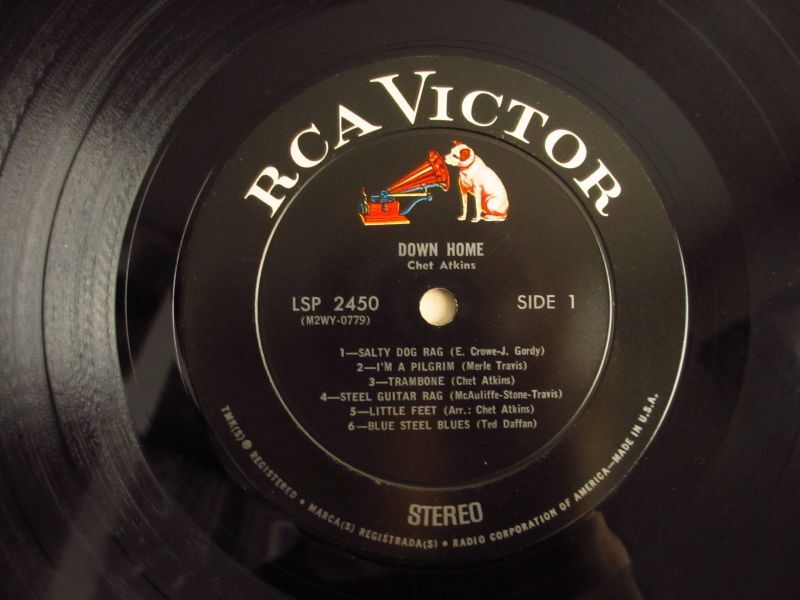 RCA VICTOR
DOWN HOME
Chet Atkins
LSP 2450 SIDE 1
(M2WY-0779)
1—SALTY DOG RAG (E. Crowe-J. Gordy)
2—I'M A PILGRIM (Merle Travis)
3—TRAMBONE (Chet Atkins)
4—STEEL GUITAR RAG (McAuliffe-Stone-Travis)
5—LITTLE FEET (Arr.: Chet Atkins)
6—BLUE STEEL BLUES (Ted Daffan)
STEREO
TMK(S) ® REGISTERED • MARCA(S) REGISTRADA(S) • RADIO CORPORATION OF AMERICA—MADE IN U.S.A.